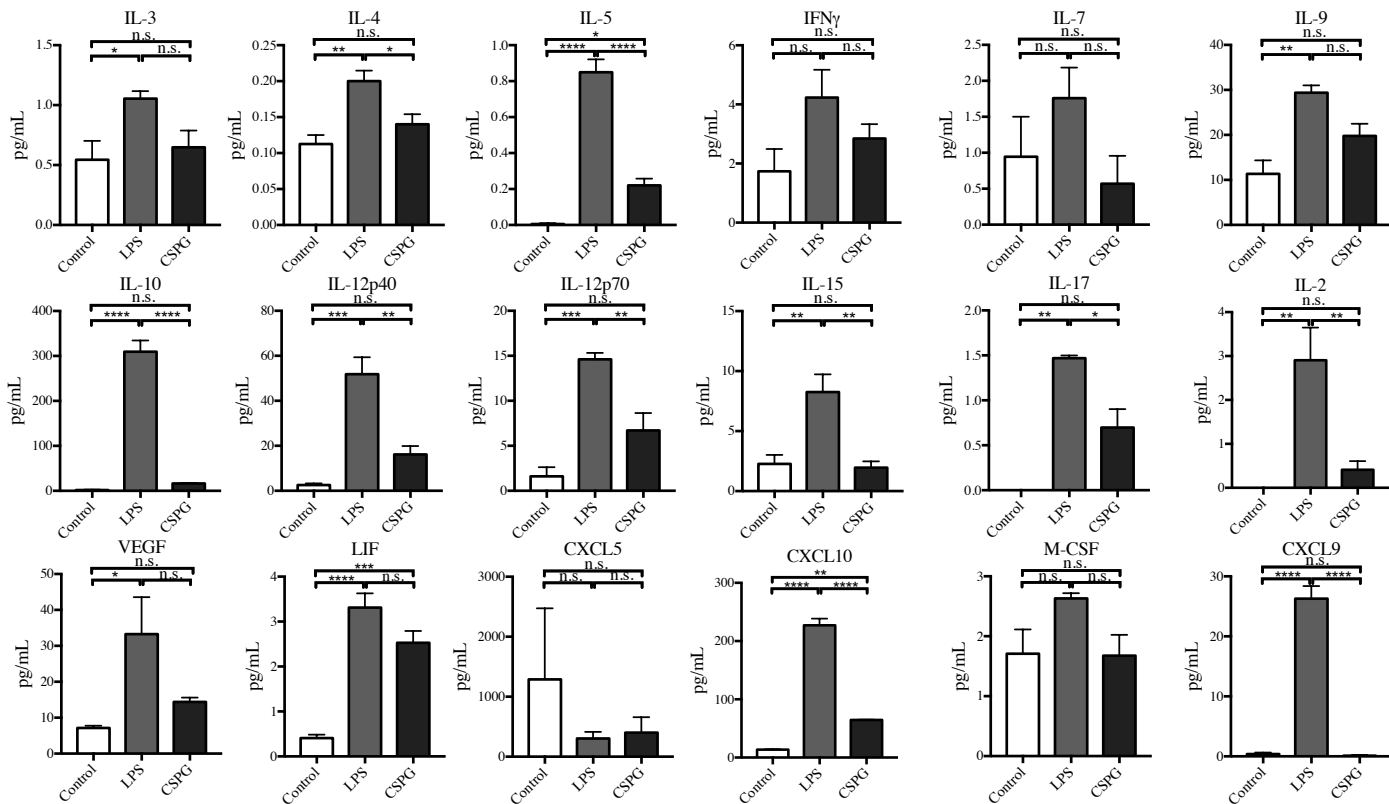 IL-3
n.s.
* n.s.
1.5
1.0
0.5
0.0
pg/mL
Control LPS CSPG
IL-4
n.s.
** *
0.25
0.20
0.15
0.10
0.05
0.00
pg/mL
Control LPS CSPG
IL-5
*
**** ****
1.0
0.8
0.6
0.4
0.2
0.0
pg/mL
Control LPS CSPG
IFNγ
n.s.
n.s. n.s.
6
4
2
0
pg/mL
Control LPS CSPG
IL-7
n.s.
n.s. n.s.
2.5
2.0
1.5
1.0
0.5
0.0
pg/mL
Control LPS CSPG
IL-9
n.s.
** n.s.
40
30
20
10
0
pg/mL
Control LPS CSPG
IL-10
n.s.
**** ****
400
300
200
100
0
pg/mL
Control LPS CSPG
IL-12p40
n.s.
*** **
80
60
40
20
0
pg/mL
Control LPS CSPG
IL-12p70
n.s.
*** **
20
15
10
5
0
pg/mL
Control LPS CSPG
IL-15
n.s.
** **
15
10
5
0
pg/mL
Control LPS CSPG
IL-17
n.s.
** *
2.0
1.5
1.0
0.5
0.0
pg/mL
Control LPS CSPG
IL-2
n.s.
** **
4
3
2
1
0
pg/mL
Control LPS CSPG
VEGF
n.s.
* n.s.
50
40
30
20
10
0
pg/mL
Control LPS CSPG
LIF
***
**** n.s.
4
3
2
1
0
pg/mL
Control LPS CSPG
CXCL5
n.s.
n.s. n.s.
3000
2000
1000
0
pg/mL
Control LPS CSPG
CXCL10
**
**** ****
300
200
100
0
pg/mL
Control LPS CSPG
M-CSF
n.s.
n.s. n.s.
3
2
1
0
pg/mL
Control LPS CSPG
CXCL9
n.s.
**** ****
30
20
10
0
pg/mL
Control LPS CSPG